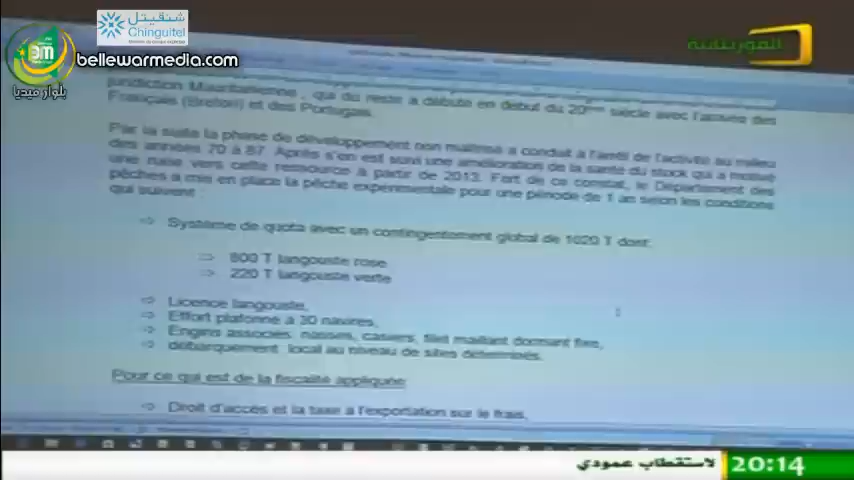 شنقيتل
Chinguitel
bellewarmedia.com
بلوار ميديا
الموريتانية
juridiction Mauritanienne , qui du reste a débuté en début du 20ème siècle avec l'arrivée des
Français (Breton) et des Portugais.
Par la suite la phase de développement non maîtrisé a conduit à l'arrêt de l'activité au milieu
des années 70 à 87. Après s'en est suivi une amélioration de la santé du stock qui a motivé
une ruée vers cette ressource à partir de 2013. Fort de ce constat, le Département des
pêches a mis en place la pêche expérimentale pour une période de 1 an selon les conditions
qui suivent :
⇒ Système de quota avec un contingentement global de 1020 T dont:
⇒ 800 T langouste rose
⇒ 220 T langouste verte
⇒ Licence langouste,
⇒ Effort plafonné à 30 navires,
⇒ Engins associés: nasses, casiers, filet maillant dormant fixe,
⇒ débarquement local au niveau de sites déterminés.
Pour ce qui est de la fiscalité appliquée
⇒ Droit d'accès et la taxe à l'exportation sur le frais,
لاستقطاب عمودي
20:14